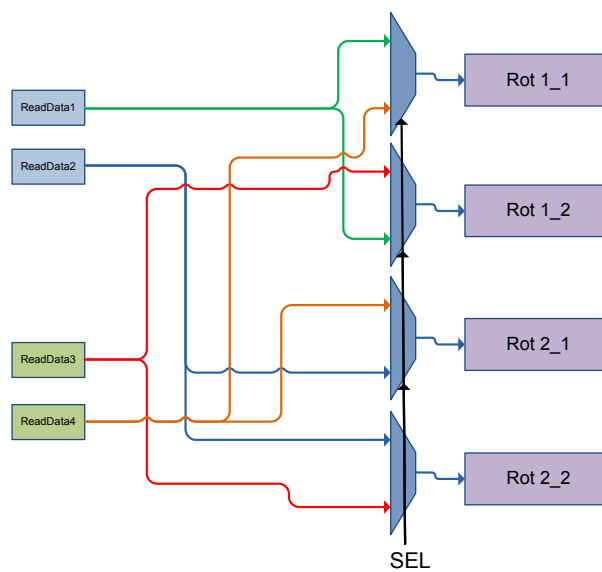 Rot 1_1
ReadData1
ReadData2
Rot 1_2
Rot 2_1
ReadData3
ReadData4
Rot 2_2
SEL